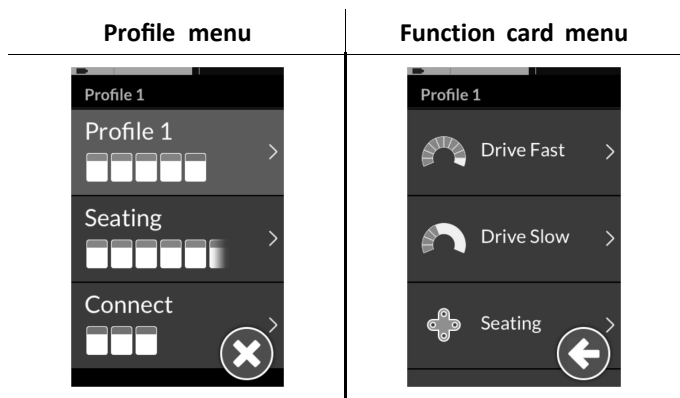 Profile menu
Function card menu
Profile 1
Profile 1
Seating
Connect
Profile 1
Drive Fast
Drive Slow
Seating